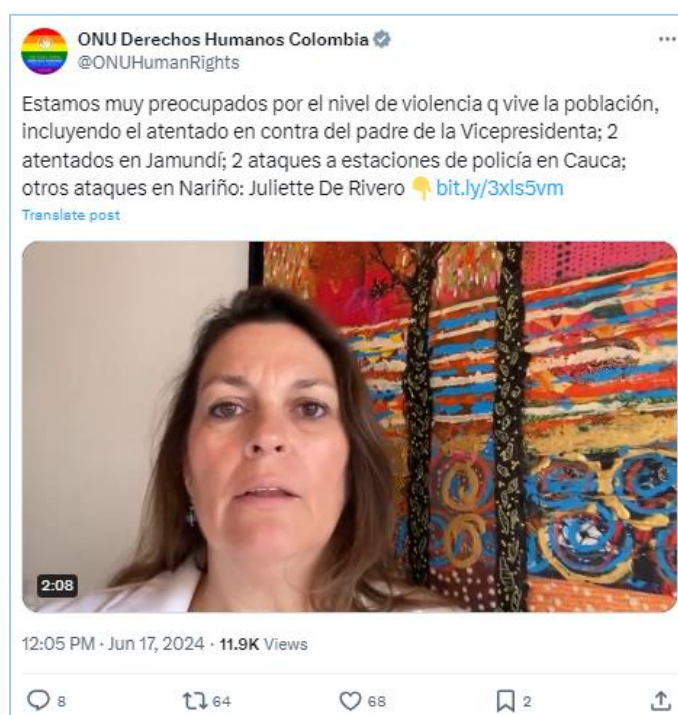 ONU Derechos Humanos Colombia
@ONUHumanRights
Estamos muy preocupados por el nivel de violencia q vive la población,
incluyendo el atentado en contra del padre de la Vicepresidenta; 2
atentados en Jamundí; 2 ataques a estaciones de policía en Cauca;
otros ataques en Nariño: Juliette De Rivero 👇 bit.ly/3xls5vm
Translate post
2:08
12:05 PM · Jun 17, 2024 · 11.9K Views
8 64 68 2